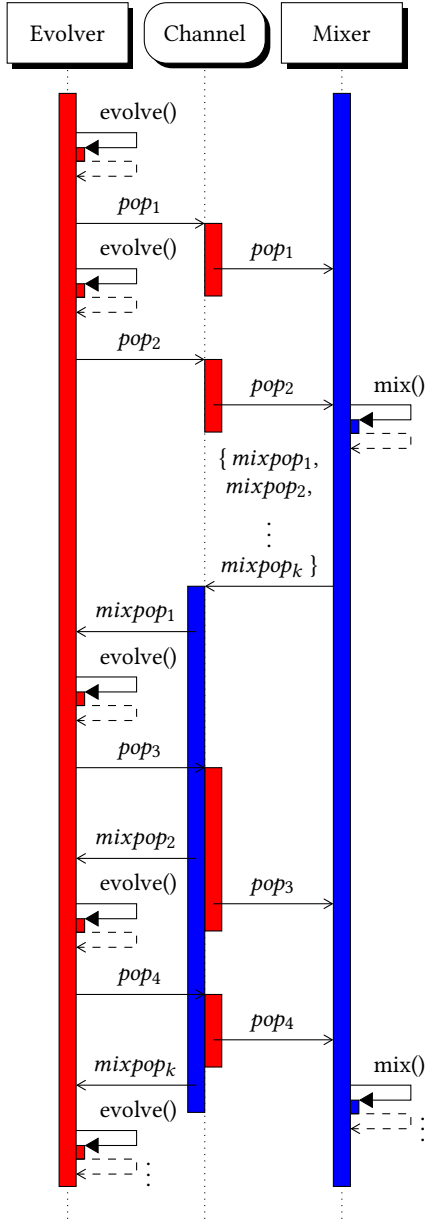 Evolver Channel Mixer
evolve()
pop₁
evolve() pop₁
pop₂
pop₂ mix()
{ mixpop₁,
mixpop₂,
⋮
mixpopₖ }
mixpop₁
evolve()
pop₃
mixpop₂
evolve() pop₃
pop₄
pop₄
mixpopₖ mix()
evolve() ⋮
⋮